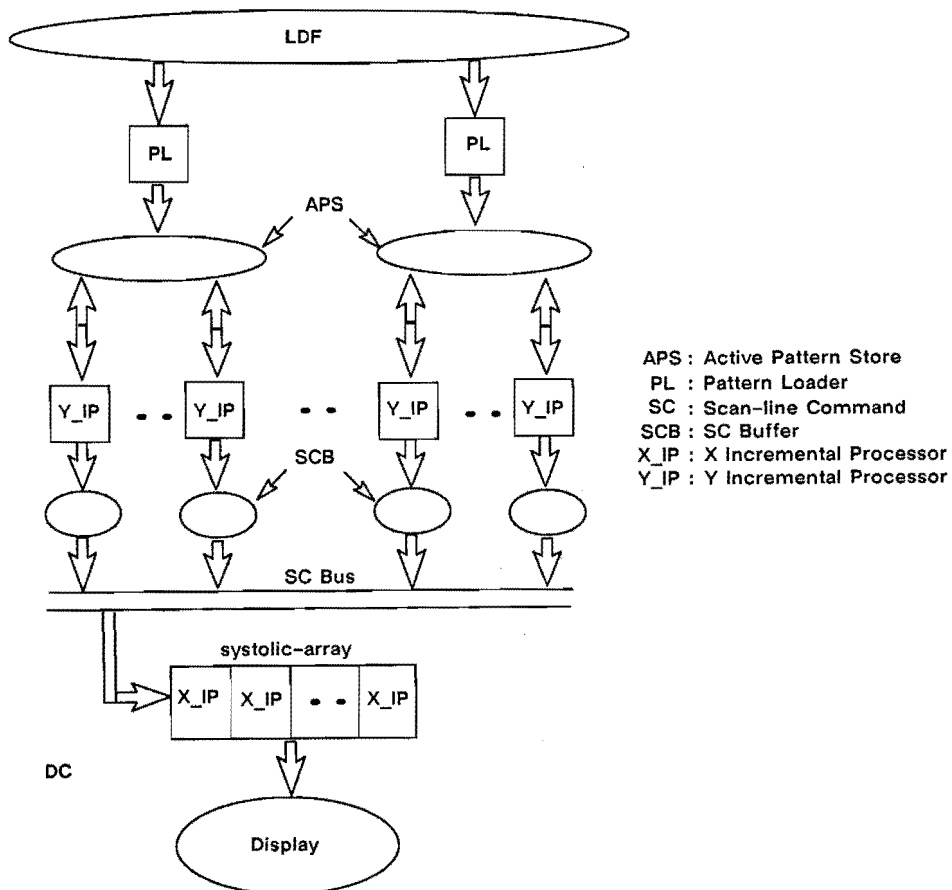 LDF
PL
PL
APS
Y_IP
Y_IP
Y_IP
Y_IP
APS : Active Pattern Store
PL : Pattern Loader
SC : Scan-line Command
SCB : SC Buffer
X_IP : X Incremental Processor
Y_IP : Y Incremental Processor
SCB
SC Bus
systolic-array
X_IP
X_IP
X_IP
DC
Display